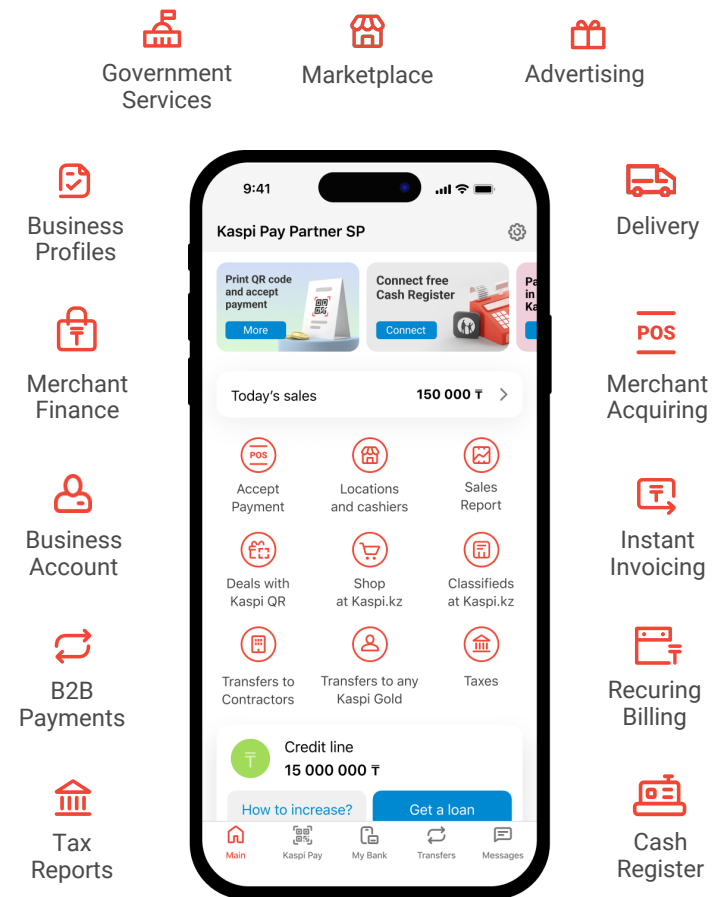 Government
Services
Marketplace
Advertising
Business
Profiles
Merchant
Finance
Business
Account
B2B
Payments
Tax
Reports
9:41
Kaspi Pay Partner SP
Print QR code
and accept
payment
More
Connect free
Cash Register
Connect
Pa
in
Ka
Today's sales
150 000 ₸
POS
Accept
Payment
Locations
and cashiers
Sales
Report
Deals with
Kaspi QR
Shop
at Kaspi.kz
Classifieds
at Kaspi.kz
Transfers to
Contractors
Transfers to any
Kaspi Gold
Taxes
₸
Credit line
15 000 000 ₸
How to increase?
Get a loan
Main
Kaspi Pay
My Bank
Transfers
Messages
Delivery
POS
Merchant
Acquiring
Instant
Invoicing
Recuring
Billing
Cash
Register